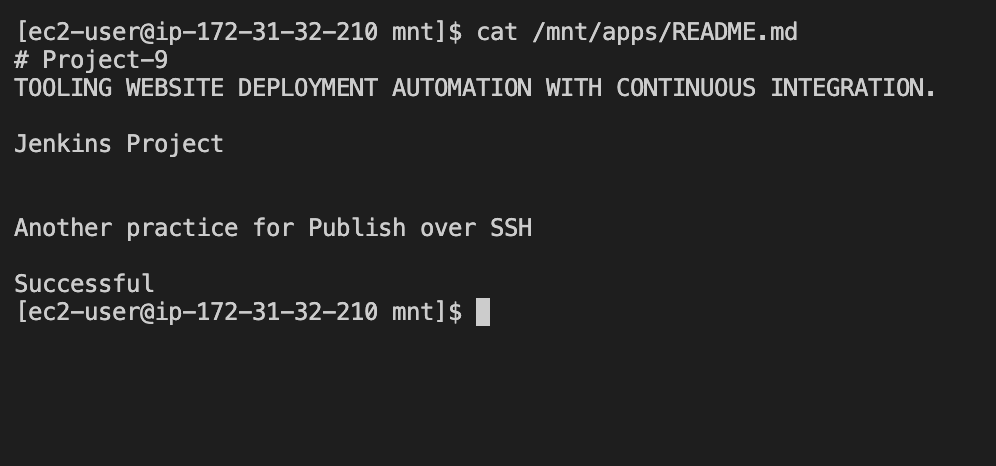 [ec2-user@ip-172-31-32-210 mnt]$ cat /mnt/apps/README.md
# Project-9
TOOLING WEBSITE DEPLOYMENT AUTOMATION WITH CONTINUOUS INTEGRATION.
Jenkins Project
Another practice for Publish over SSH
Successful
[ec2-user@ip-172-31-32-210 mnt]$